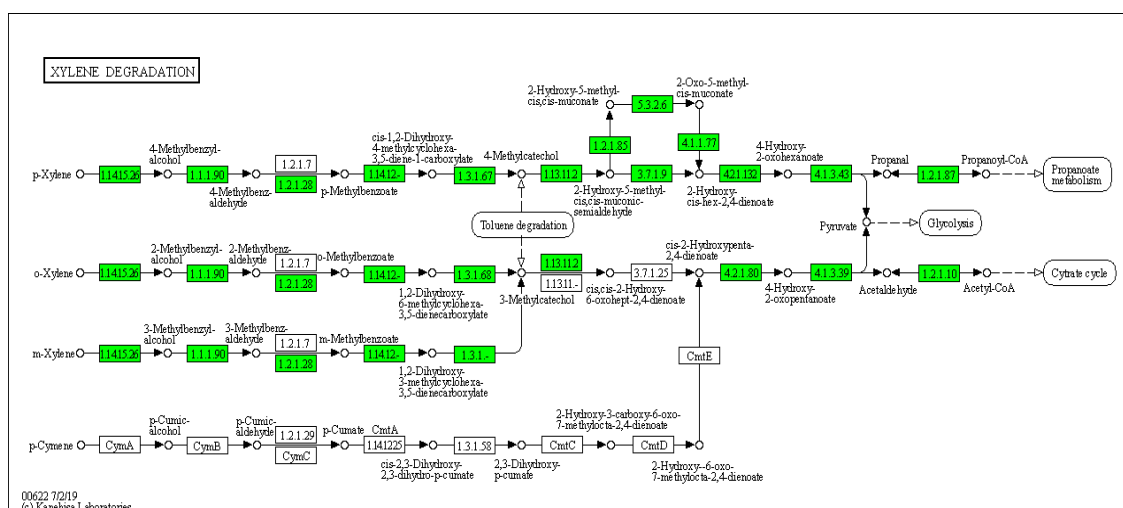 XYLENE DEGRADATION
2-Hydroxy-5-methyl-
cis,cis-muconate
5.3.2.6
2-Oxo-5-methyl-
cis-muconate
1.2.1.85
4.1.1.77
p-Xylene
1.14.15.26
4-Methylbenzyl-
alcohol
1.1.1.90
4-Methylbenz-
aldehyde
1.2.1.7
1.2.1.28
p-Methylbenzoate
1.14.12.-
cis-1,2-Dihydroxy-
4-methylcyclohexa-
3,5-diene-1-carboxylate
1.3.1.67
4-Methylcatechol
1.13.11.2
2-Hydroxy-5-methyl-
cis,cis-muconic-
semialdehyde
3.7.1.9
2-Hydroxy-
cis-hex-2,4-dienoate
4.2.1.132
4-Hydroxy-
2-oxohexanoate
4.1.3.43
Propanal
1.2.1.87
Propanoyl-CoA
Propanoate
metabolism
Toluene degradation
Pyruvate
Glycolysis
o-Xylene
1.14.15.26
2-Methylbenzyl-
alcohol
1.1.1.90
2-Methylbenz-
aldehyde
1.2.1.7
1.2.1.28
o-Methylbenzoate
1.14.12.-
1,2-Dihydroxy-
6-methylcyclohexa-
3,5-dienecarboxylate
1.3.1.68
3-Methylcatechol
1.13.11.2
1.13.11.-
cis,cis-2-Hydroxy-
6-oxohept-2,4-dienoate
3.7.1.25
cis-2-Hydroxypenta-
2,4-dienoate
4.2.1.80
4-Hydroxy-
2-oxopentanoate
4.1.3.39
Acetaldehyde
1.2.1.10
Acetyl-CoA
Cytrate cycle
m-Xylene
1.14.15.26
3-Methylbenzyl-
alcohol
1.1.1.90
3-Methylbenz-
aldehyde
1.2.1.7
1.2.1.28
m-Methylbenzoate
1.14.12.-
1,2-Dihydroxy-
3-methylcyclohexa-
3,5-dienecarboxylate
1.3.1.-
CmtE
p-Cymene
CymA
p-Cumic-
alcohol
CymB
p-Cumic-
aldehyde
1.2.1.29
CymC
p-Cumate
CmtA
1.14.12.25
cis-2,3-Dihydroxy-
2,3-dihydro-p-cumate
1.3.1.58
2,3-Dihydroxy-
p-cumate
CmtC
2-Hydroxy-3-carboxy-6-oxo-
7-methylocta-2,4-dienoate
CmtD
2-Hydroxy--6-oxo-
7-methylocta-2,4-dienoate
00622 7/2/19
(c) Kanehisa Laboratories